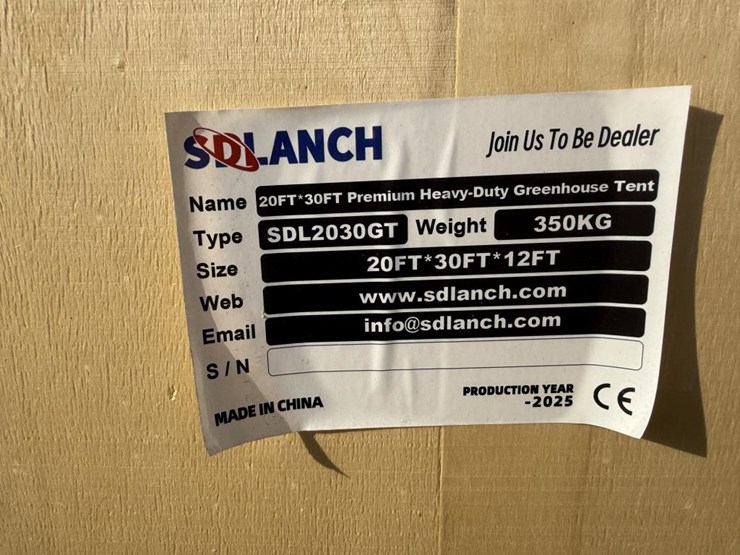 SDLANCH Join Us To Be Dealer
Name 20FT*30FT Premium Heavy-Duty Greenhouse Tent
Type SDL2030GT Weight 350KG
Size 20FT*30FT*12FT
Web www.sdlanch.com
Email info@sdlanch.com
S / N
MADE IN CHINA PRODUCTION YEAR
-2025 CE